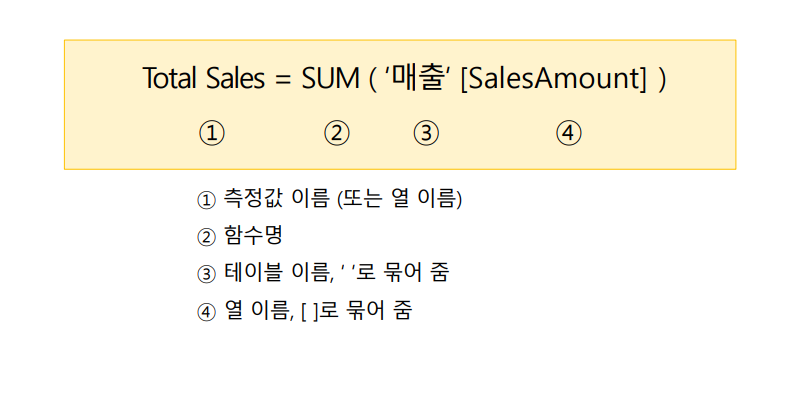 Total Sales = SUM ( ‘매출‘ [SalesAmount] )
① ② ③ ④
① 측정값 이름 (또는 열 이름)
② 함수명
③ 테이블 이름, ‘ ‘로 묶어 줌
④ 열 이름, [ ]로 묶어 줌